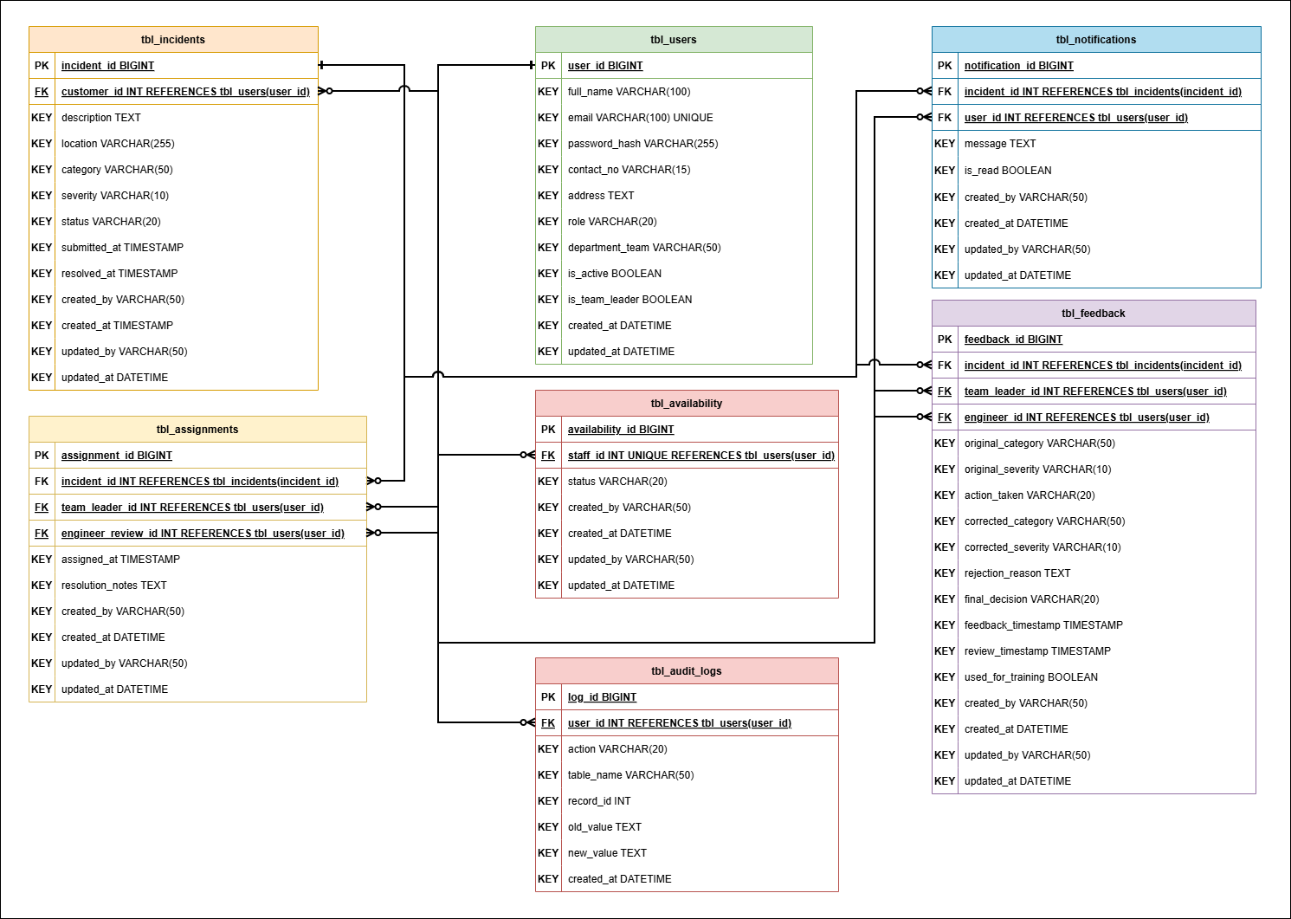 tbl_incidents
PK incident_id BIGINT
FK customer_id INT REFERENCES tbl_users(user_id)
KEY description TEXT
KEY location VARCHAR(255)
KEY category VARCHAR(50)
KEY severity VARCHAR(10)
KEY status VARCHAR(20)
KEY submitted_at TIMESTAMP
KEY resolved_at TIMESTAMP
KEY created_by VARCHAR(50)
KEY created_at TIMESTAMP
KEY updated_by VARCHAR(50)
KEY updated_at DATETIME
tbl_assignments
PK assignment_id BIGINT
FK incident_id INT REFERENCES tbl_incidents(incident_id)
FK team_leader_id INT REFERENCES tbl_users(user_id)
FK engineer_review_id INT REFERENCES tbl_users(user_id)
KEY assigned_at TIMESTAMP
KEY resolution_notes TEXT
KEY created_by VARCHAR(50)
KEY created_at DATETIME
KEY updated_by VARCHAR(50)
KEY updated_at DATETIME
tbl_users
PK user_id BIGINT
KEY full_name VARCHAR(100)
KEY email VARCHAR(100) UNIQUE
KEY password_hash VARCHAR(255)
KEY contact_no VARCHAR(15)
KEY address TEXT
KEY role VARCHAR(20)
KEY department_team VARCHAR(50)
KEY is_active BOOLEAN
KEY is_team_leader BOOLEAN
KEY created_at DATETIME
KEY updated_at DATETIME
tbl_availability
PK availability_id BIGINT
FK staff_id INT UNIQUE REFERENCES tbl_users(user_id)
KEY status VARCHAR(20)
KEY created_by VARCHAR(50)
KEY created_at DATETIME
KEY updated_by VARCHAR(50)
KEY updated_at DATETIME
tbl_audit_logs
PK log_id BIGINT
FK user_id INT REFERENCES tbl_users(user_id)
KEY action VARCHAR(20)
KEY table_name VARCHAR(50)
KEY record_id INT
KEY old_value TEXT
KEY new_value TEXT
KEY created_at DATETIME
tbl_notifications
PK notification_id BIGINT
FK incident_id INT REFERENCES tbl_incidents(incident_id)
FK user_id INT REFERENCES tbl_users(user_id)
KEY message TEXT
KEY is_read BOOLEAN
KEY created_by VARCHAR(50)
KEY created_at DATETIME
KEY updated_by VARCHAR(50)
KEY updated_at DATETIME
tbl_feedback
PK feedback_id BIGINT
FK incident_id INT REFERENCES tbl_incidents(incident_id)
FK team_leader_id INT REFERENCES tbl_users(user_id)
FK engineer_id INT REFERENCES tbl_users(user_id)
KEY original_category VARCHAR(50)
KEY original_severity VARCHAR(10)
KEY action_taken VARCHAR(20)
KEY corrected_category VARCHAR(50)
KEY corrected_severity VARCHAR(10)
KEY rejection_reason TEXT
KEY final_decision VARCHAR(20)
KEY feedback_timestamp TIMESTAMP
KEY review_timestamp TIMESTAMP
KEY used_for_training BOOLEAN
KEY created_by VARCHAR(50)
KEY created_at DATETIME
KEY updated_by VARCHAR(50)
KEY updated_at DATETIME